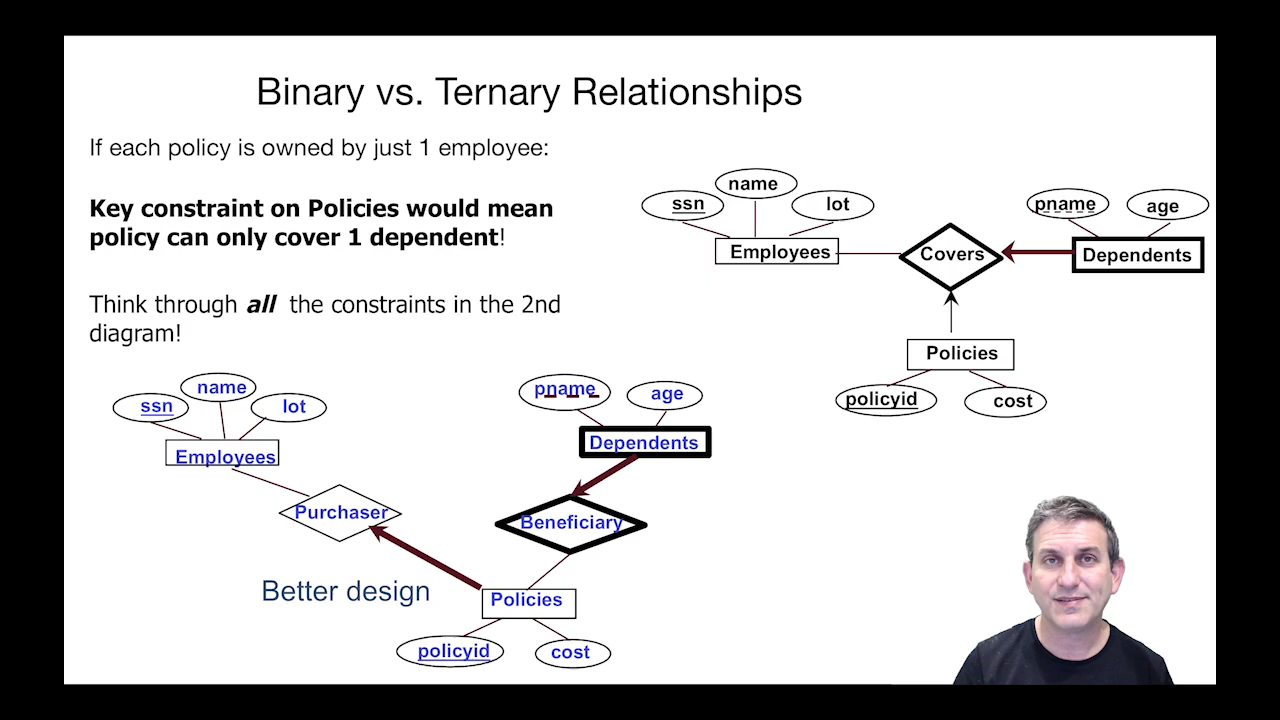 Binary vs. Ternary Relationships
If each policy is owned by just 1 employee:
Key constraint on Policies would mean
policy can only cover 1 dependent!
Think through all the constraints in the 2nd
diagram!
name
ssn
lot
Employees
Covers
pname
age
Dependents
Policies
policyid
cost
name
ssn
lot
Employees
Purchaser
pname
age
Dependents
Beneficiary
Better design
Policies
policyid
cost